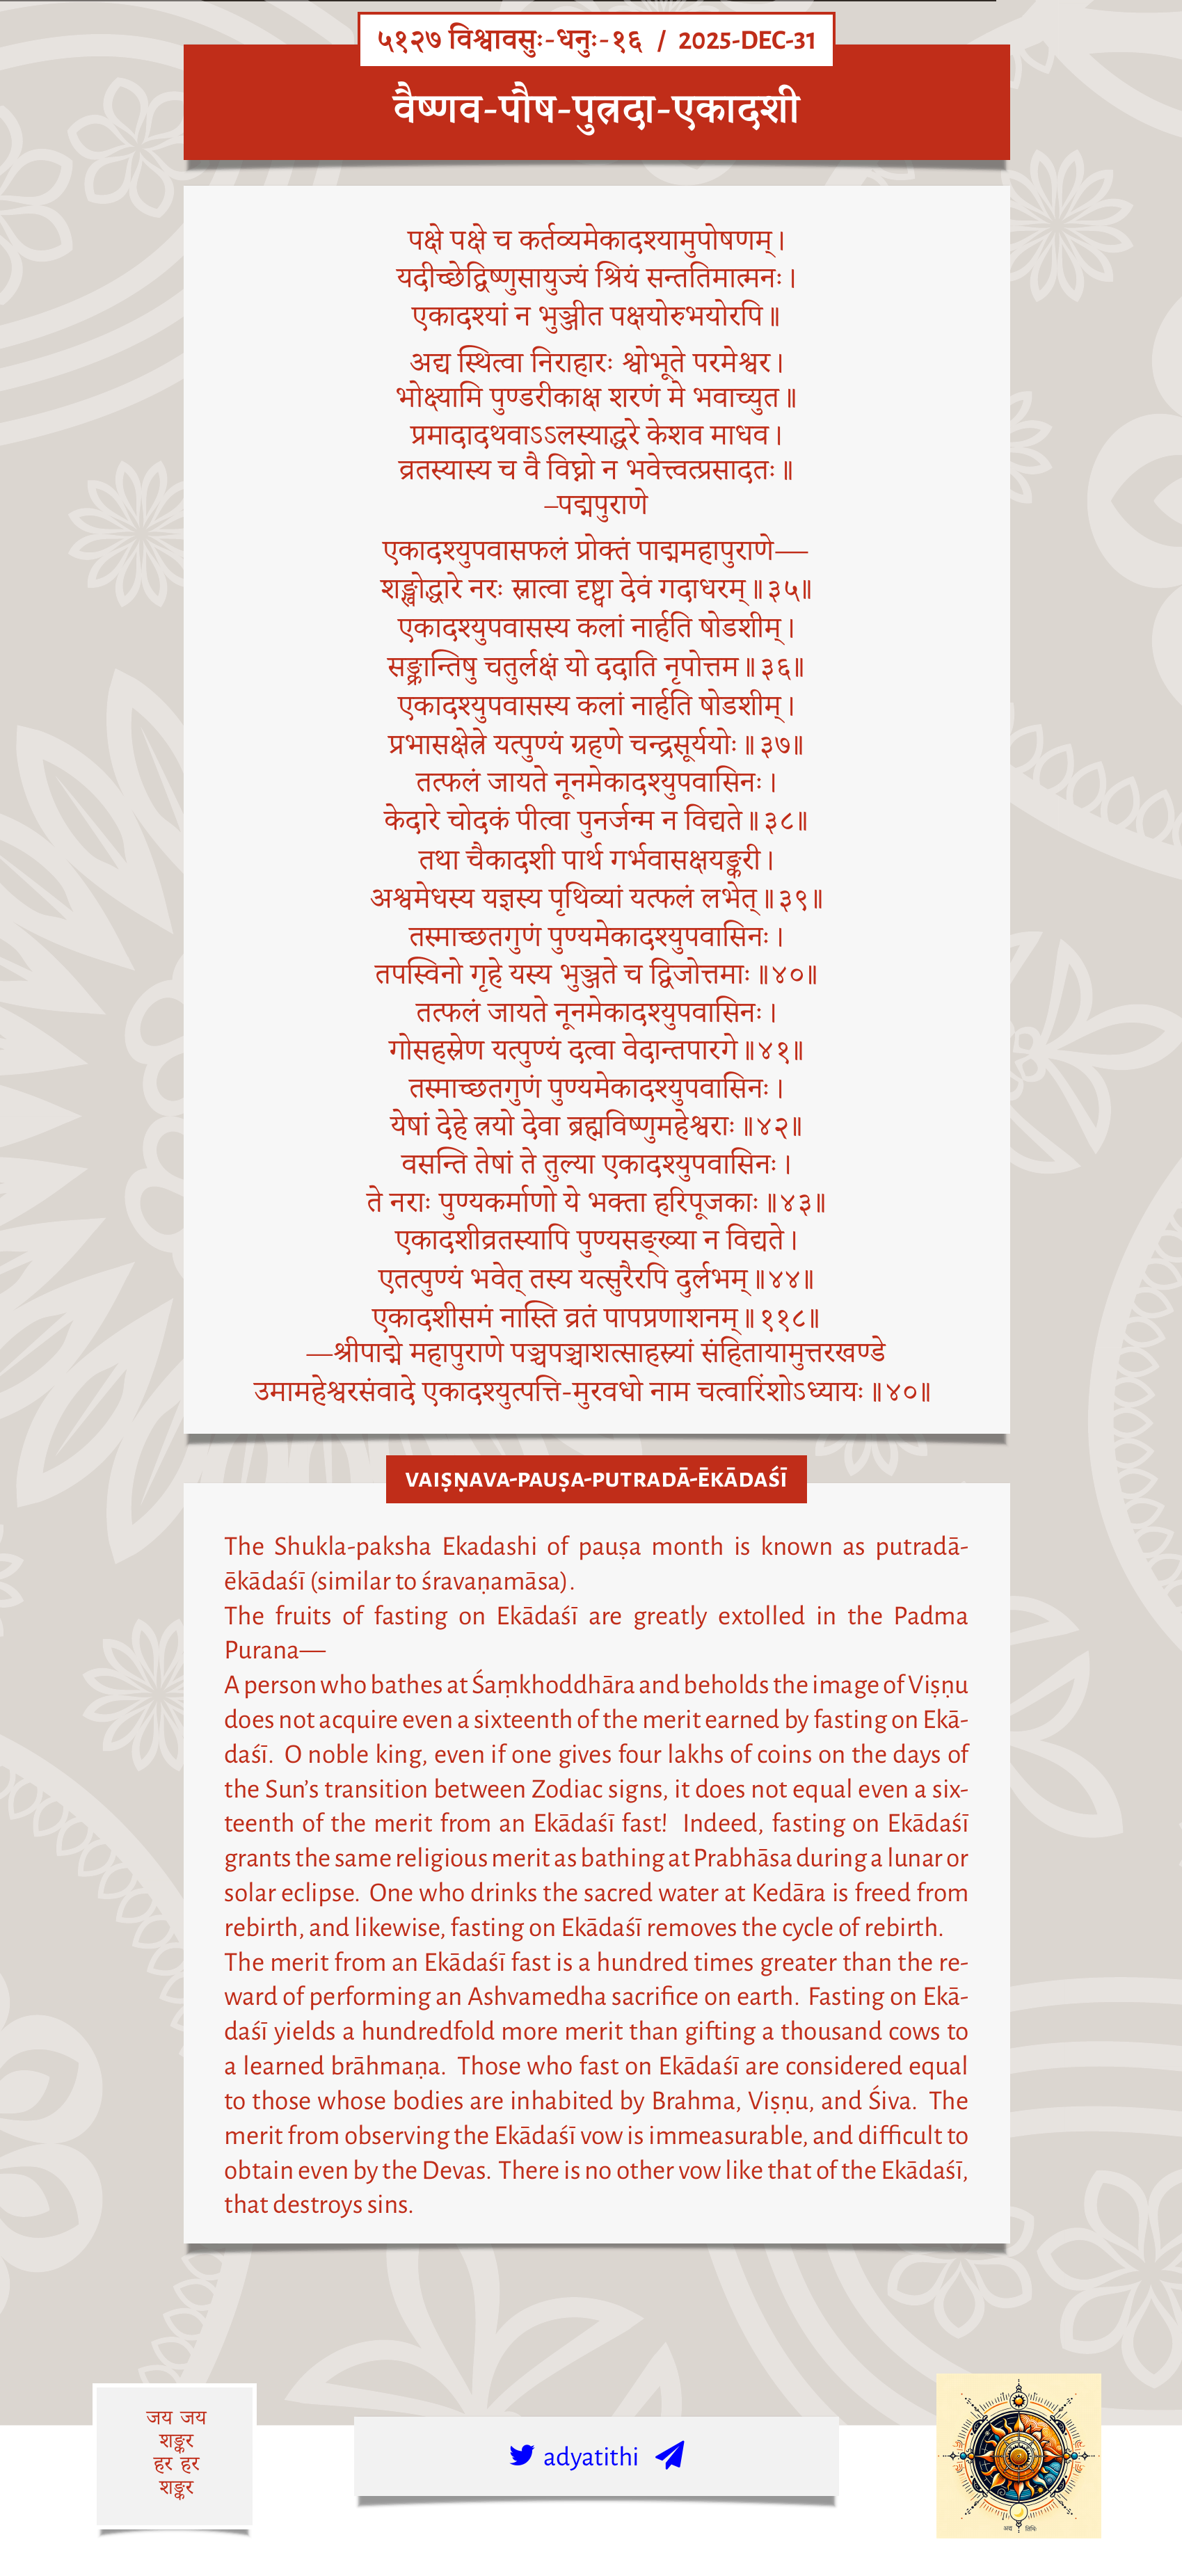 ५१२७ विश्वावसुः-धनुः-१६ / 2025-DEC-31
वैष्णव-पौष-पुत्रदा-एकादशी
पक्षे पक्षे च कर्तव्यमेकादश्यामुपोषणम्।
यदीच्छेद्विष्णुसायुज्यं श्रियं सन्ततिमात्मनः।
एकादश्यां न भुञ्जीत पक्षयोरुभयोरपि॥
अद्य स्थित्वा निराहारः श्वोभूते परमेश्वर।
भोक्ष्यामि पुण्डरीकाक्ष शरणं मे भवाच्युत॥
प्रमादादथवाऽऽलस्याद्धरे केशव माधव।
व्रतस्यास्य च वै विघ्नो न भवेत्त्वत्प्रसादतः॥
–पद्मपुराणे
एकादश्युपवासफलं प्रोक्तं पाद्ममहापुराणे—
शङ्खोद्धारे नरः स्नात्वा दृष्ट्वा देवं गदाधरम्॥३५॥
एकादश्युपवासस्य कलां नार्हति षोडशीम्।
सङ्क्रान्तिषु चतुर्लक्षं यो ददाति नृपोत्तम॥३६॥
एकादश्युपवासस्य कलां नार्हति षोडशीम्।
प्रभासक्षेत्रे यत्पुण्यं ग्रहणे चन्द्रसूर्ययोः॥३७॥
तत्फलं जायते नूनमेकादश्युपवासिनः।
केदारे चोदकं पीत्वा पुनर्जन्म न विद्यते॥३८॥
तथा चैकादशी पार्थ गर्भवासक्षयङ्करी।
अश्वमेधस्य यज्ञस्य पृथिव्यां यत्फलं लभेत्॥३९॥
तस्माच्छतगुणं पुण्यमेकादश्युपवासिनः।
तपस्विनो गृहे यस्य भुञ्जते च द्विजोत्तमाः॥४०॥
तत्फलं जायते नूनमेकादश्युपवासिनः।
गोसहस्रेण यत्पुण्यं दत्वा वेदान्तपारगे॥४१॥
तस्माच्छतगुणं पुण्यमेकादश्युपवासिनः।
येषां देहे त्रयो देवा ब्रह्मविष्णुमहेश्वराः॥४२॥
वसन्ति तेषां ते तुल्या एकादश्युपवासिनः।
ते नराः पुण्यकर्माणो ये भक्ता हरिपूजकाः॥४३॥
एकादशीव्रतस्यापि पुण्यसङ्ख्या न विद्यते।
एतत्पुण्यं भवेत् तस्य यत्सुरैरपि दुर्लभम्॥४४॥
एकादशीसमं नास्ति व्रतं पापप्रणाशनम्॥११८॥
—श्रीपाद्मे महापुराणे पञ्चपञ्चाशत्साहस्र्यां संहितायामुत्तरखण्डे
उमामहेश्वरसंवादे एकादश्युत्पत्ति-मुरवधो नाम चत्वारिंशोऽध्यायः॥४०॥
VAIṢṆAVA-PAUṢA-PUTRADĀ-ĒKĀDAŚĪ
The Shukla-paksha Ekadashi of pauṣa month is known as putradā-
ēkādaśī (similar to śravaṇamāsa).
The fruits of fasting on Ekādaśī are greatly extolled in the Padma
Purana—
A person who bathes at Śaṃkhoddhāra and beholds the image of Viṣṇu
does not acquire even a sixteenth of the merit earned by fasting on Ekā-
daśī. O noble king, even if one gives four lakhs of coins on the days of
the Sun's transition between Zodiac signs, it does not equal even a six-
teenth of the merit from an Ekādaśī fast! Indeed, fasting on Ekādaśī
grants the same religious merit as bathing at Prabhāsa during a lunar or
solar eclipse. One who drinks the sacred water at Kedāra is freed from
rebirth, and likewise, fasting on Ekādaśī removes the cycle of rebirth.
The merit from an Ekādaśī fast is a hundred times greater than the re-
ward of performing an Ashvamedha sacrifice on earth. Fasting on Ekā-
daśī yields a hundredfold more merit than gifting a thousand cows to
a learned brāhmaṇa. Those who fast on Ekādaśī are considered equal
to those whose bodies are inhabited by Brahma, Viṣṇu, and Śiva. The
merit from observing the Ekādaśī vow is immeasurable, and difficult to
obtain even by the Devas. There is no other vow like that of the Ekādaśī,
that destroys sins.
जय जय
शङ्कर
हर हर
शङ्कर
adyatithi
अद्य तिथिः